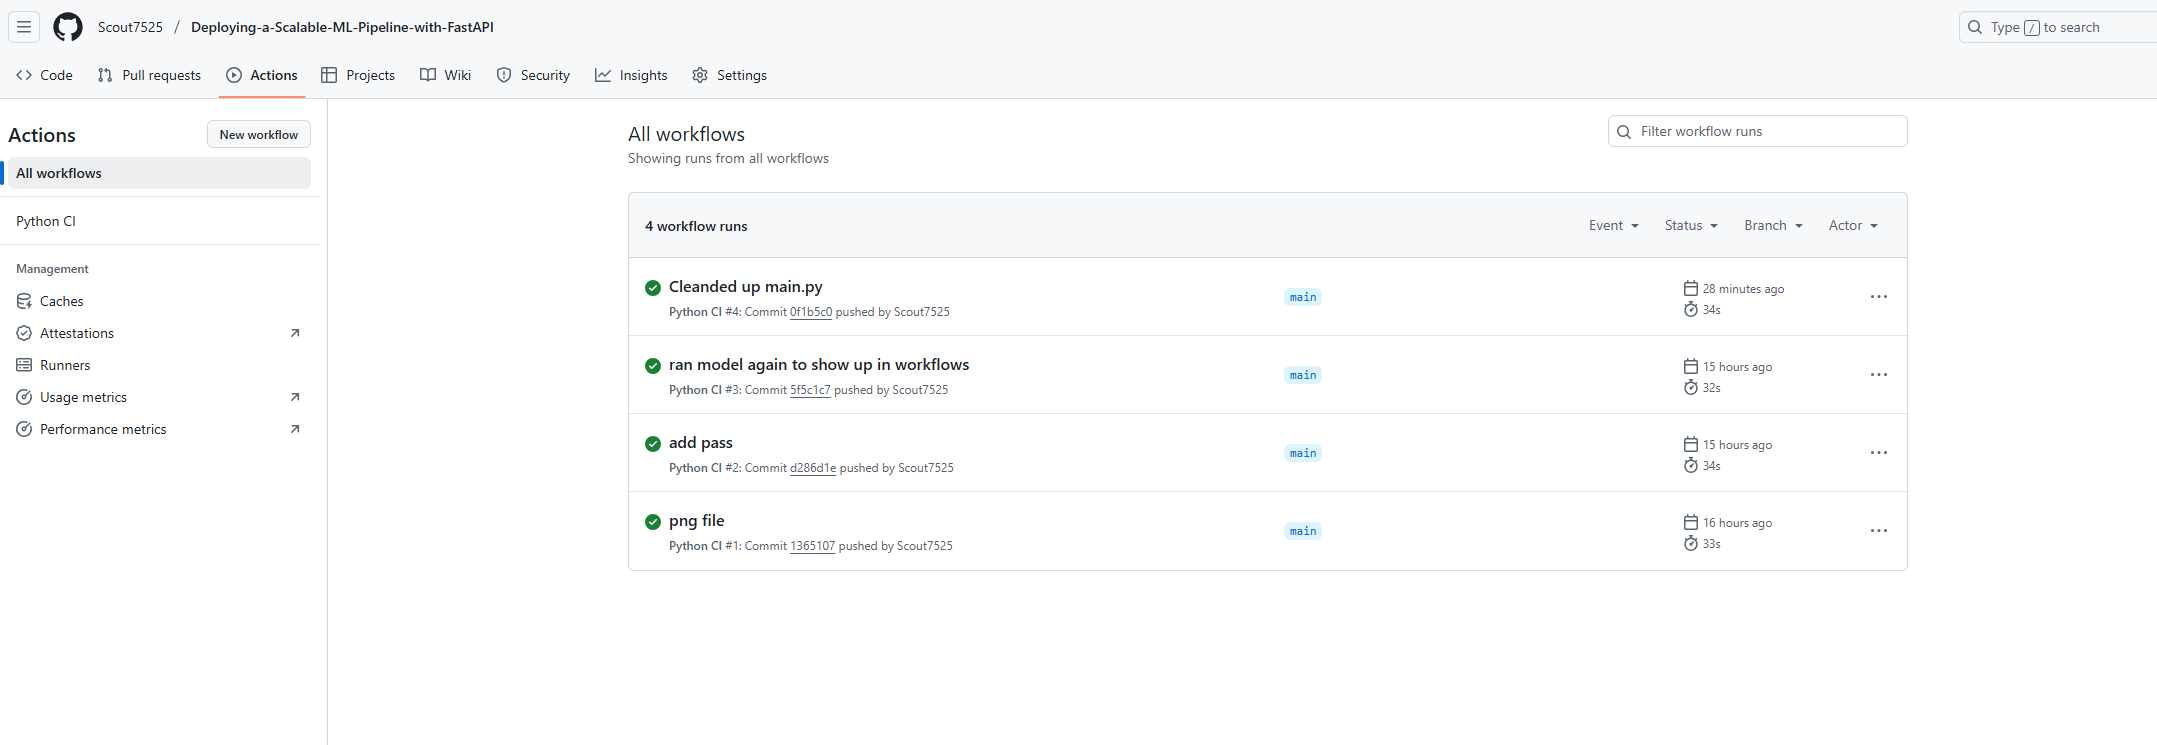 Scout7525 / Deploying-a-Scalable-ML-Pipeline-with-FastAPI
Type / to search
Code Pull requests Actions Projects Wiki Security Insights Settings
Actions
New workflow
All workflows
Python CI
Management
Caches
Attestations
Runners
Usage metrics
Performance metrics
All workflows
Showing runs from all workflows
Filter workflow runs
4 workflow runs
Event Status Branch Actor
Cleanded up main.py
Python CI #4: Commit 0f1b5c0 pushed by Scout7525
main
28 minutes ago
34s
ran model again to show up in workflows
Python CI #3: Commit 5f5c1c7 pushed by Scout7525
main
15 hours ago
32s
add pass
Python CI #2: Commit d286d1e pushed by Scout7525
main
15 hours ago
34s
png file
Python CI #1: Commit 1365107 pushed by Scout7525
main
16 hours ago
33s